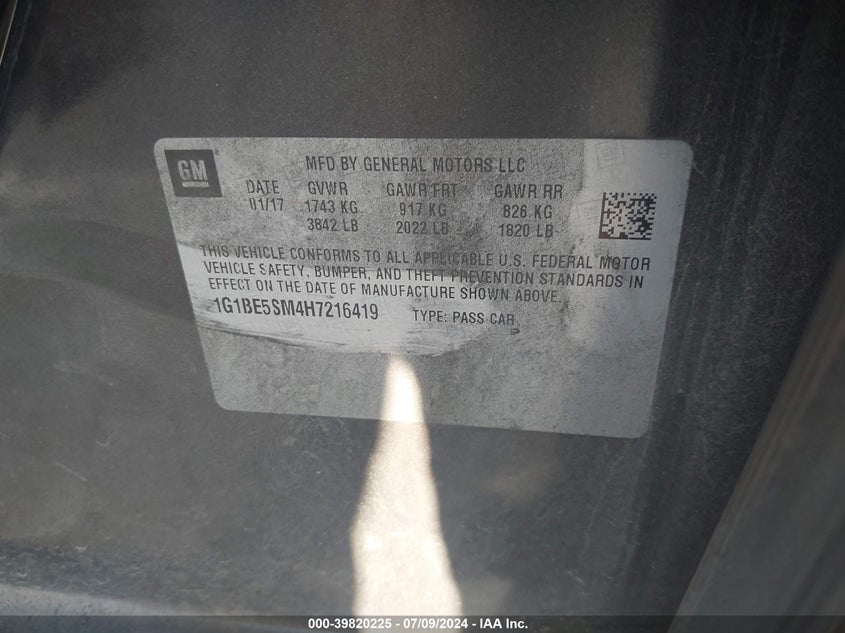 GM
MFD BY GENERAL MOTORS LLC
DATE GVWR GAWR FRT GAWR RR
01/17 1743 KG 917 KG 826 KG
3842 LB 2022 LB 1820 LB
THIS VEHICLE CONFORMS TO ALL APPLICABLE U.S. FEDERAL MOTOR
VEHICLE SAFETY, BUMPER, AND THEFT PREVENTION STANDARDS IN
EFFECT ON THE DATE OF MANUFACTURE SHOWN ABOVE.
1G1BE5SM4H7216419 TYPE: PASS CAR
000-39820225 - 07/09/2024 - IAA Inc.